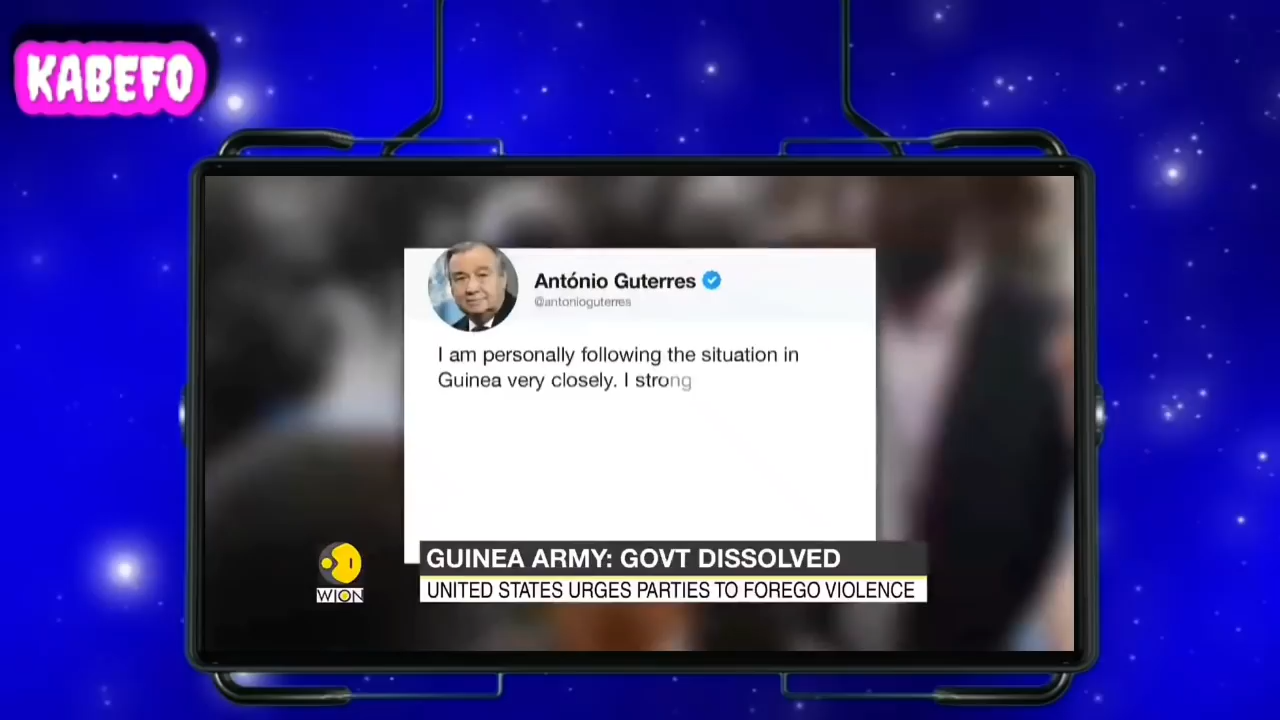 KABEFO
António Guterres
@antonioguterres
I am personally following the situation in
Guinea very closely. I strong
GUINEA ARMY: GOVT DISSOLVED
UNITED STATES URGES PARTIES TO FOREGO VIOLENCE
WION